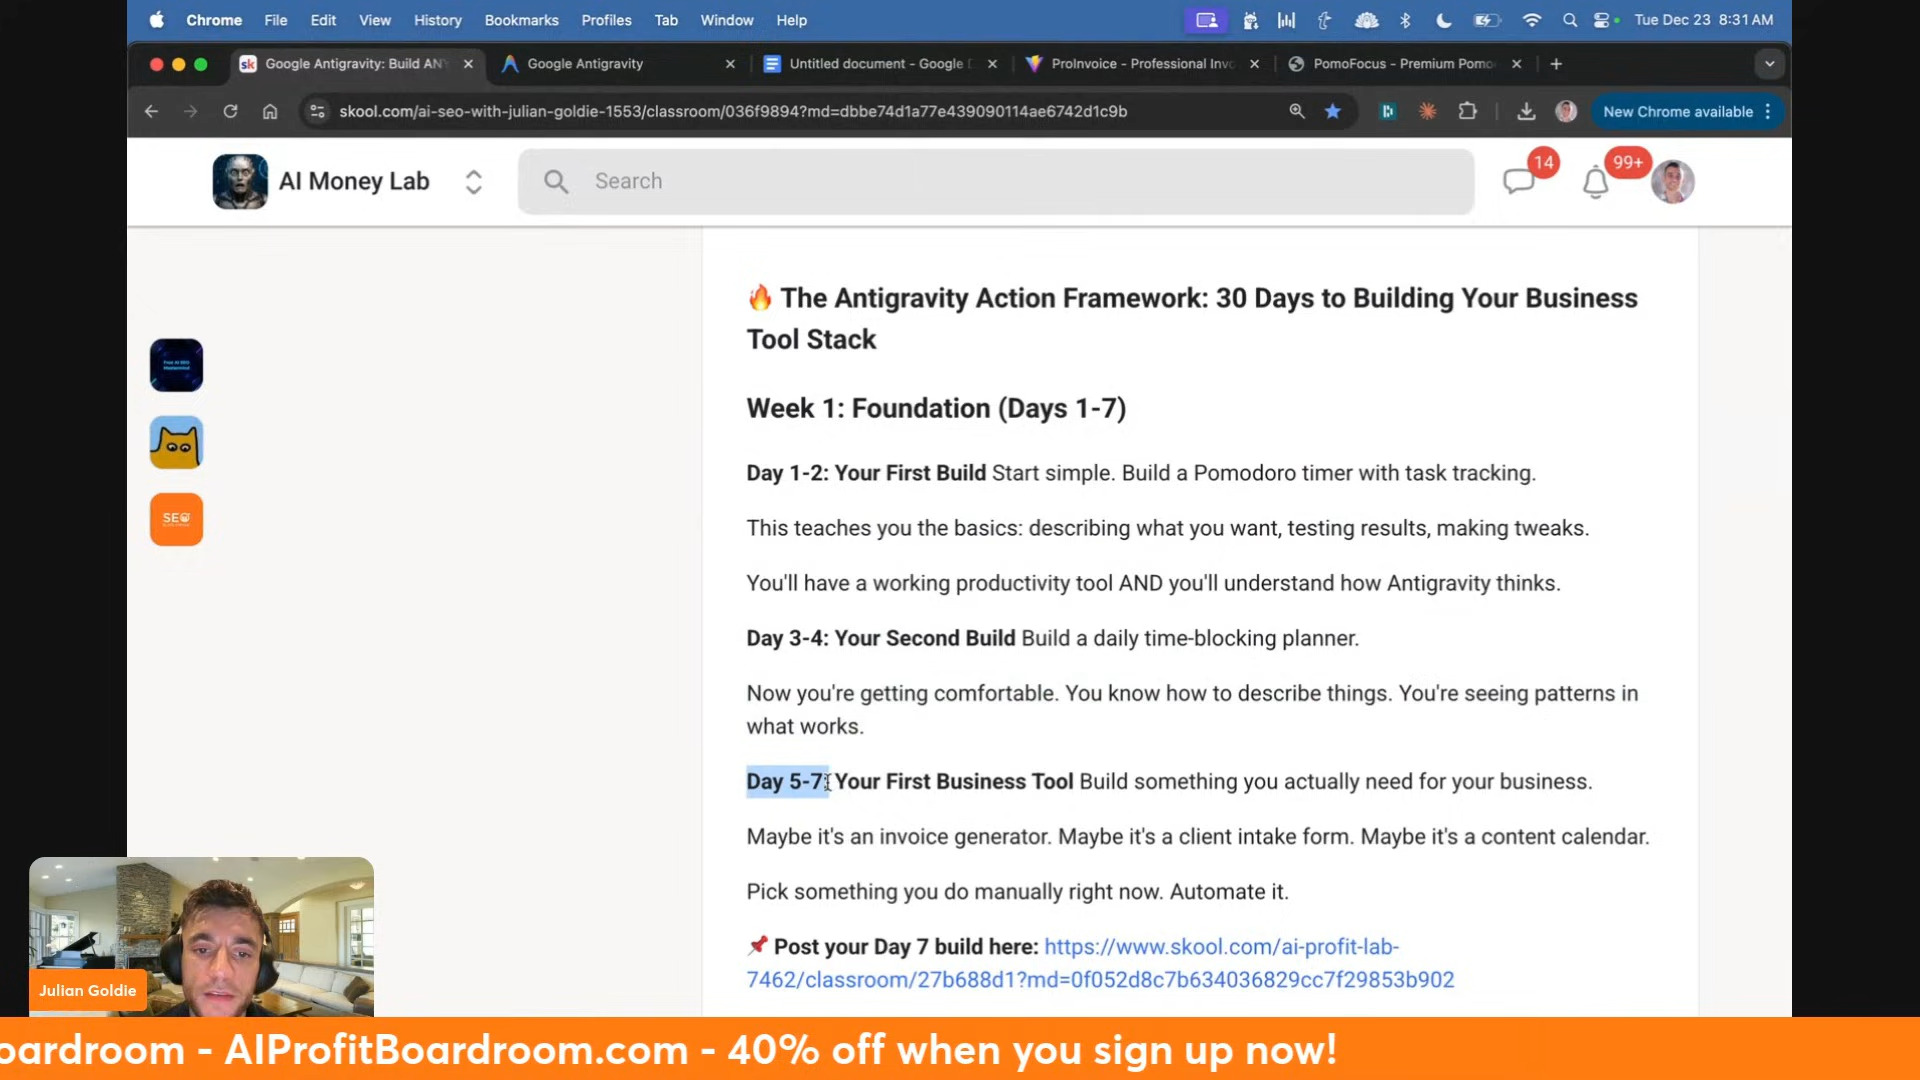 Chrome File Edit View History Bookmarks Profiles Tab Window Help Tue Dec 23 8:31 AM
sk Google Antigravity: Build AN Google Antigravity Untitled document - Google ProInvoice - Professional Inv PomoFocus - Premium Pomo
skool.com/ai-seo-with-julian-goldie-1553/classroom/036f9894?md=dbbe74d1a77e439090114ae6742d1c9b New Chrome available
AI Money Lab Search 14 99+
🔥 The Antigravity Action Framework: 30 Days to Building Your Business
Tool Stack
Week 1: Foundation (Days 1-7)
Day 1-2: Your First Build Start simple. Build a Pomodoro timer with task tracking.
This teaches you the basics: describing what you want, testing results, making tweaks.
You'll have a working productivity tool AND you'll understand how Antigravity thinks.
Day 3-4: Your Second Build Build a daily time-blocking planner.
Now you're getting comfortable. You know how to describe things. You're seeing patterns in
what works.
Day 5-7: Your First Business Tool Build something you actually need for your business.
Maybe it's an invoice generator. Maybe it's a client intake form. Maybe it's a content calendar.
Pick something you do manually right now. Automate it.
📌 Post your Day 7 build here: https://www.skool.com/ai-profit-lab-
7462/classroom/27b688d1?md=0f052d8c7b634036829cc7f29853b902
SEO
Julian Goldie
oardroom - AIProfitBoardroom.com - 40% off when you sign up now!